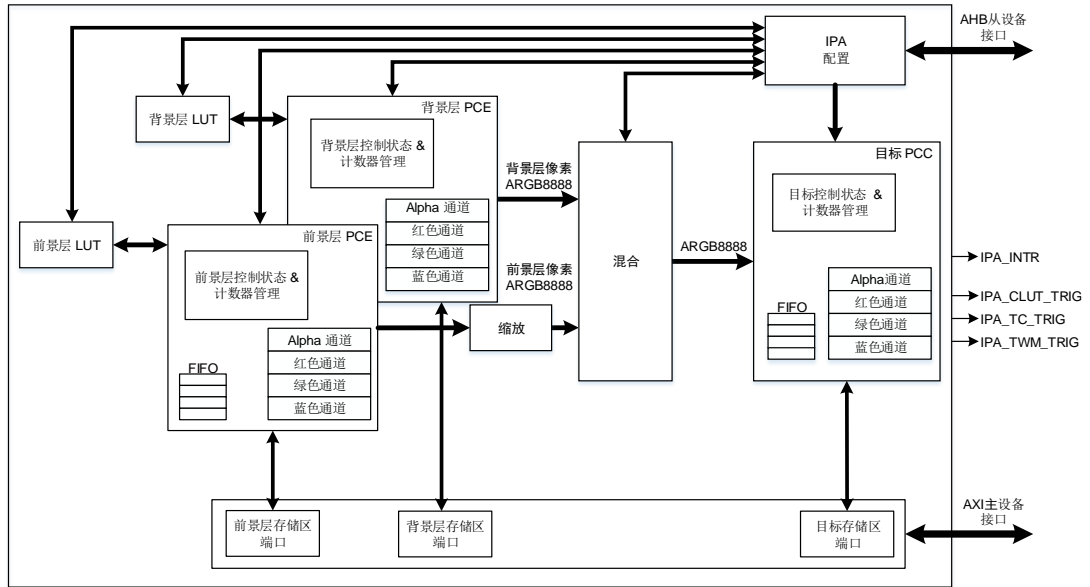 IPA
配置
AHB从设备
接口
背景层 LUT
背景层 PCE
背景层控制状态 &
计数器管理
Alpha 通道
红色通道
绿色通道
蓝色通道
背景层像素
ARGB8888
前景层 LUT
前景层 PCE
前景层控制状态 &
计数器管理
Alpha 通道
红色通道
绿色通道
蓝色通道
FIFO
前景层像素
ARGB8888
缩放
混合
ARGB8888
目标 PCC
目标控制状态 &
计数器管理
Alpha通道
红色通道
绿色通道
蓝色通道
FIFO
IPA_INTR
IPA_CLUT_TRIG
IPA_TC_TRIG
IPA_TWM_TRIG
前景层存储区
端口
背景层存储区
端口
目标存储区
端口
AXI主设备
接口